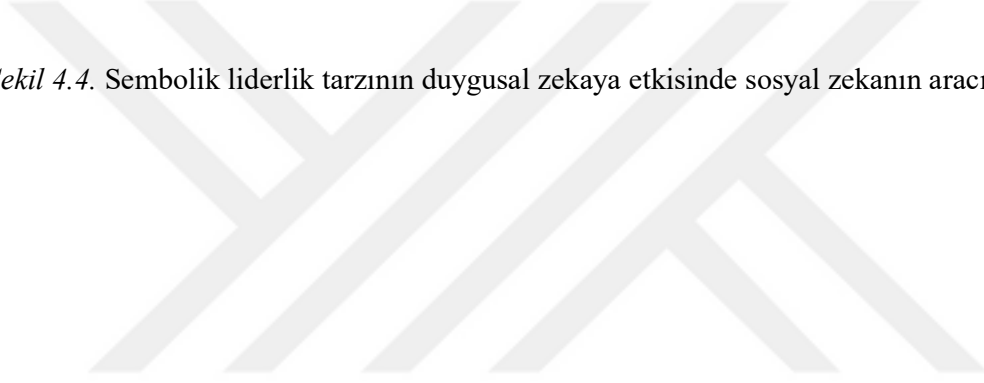 ekil 4.4. Sembolik liderlik tarzının duygusal zekaya etkisinde sosyal zekanın aracı